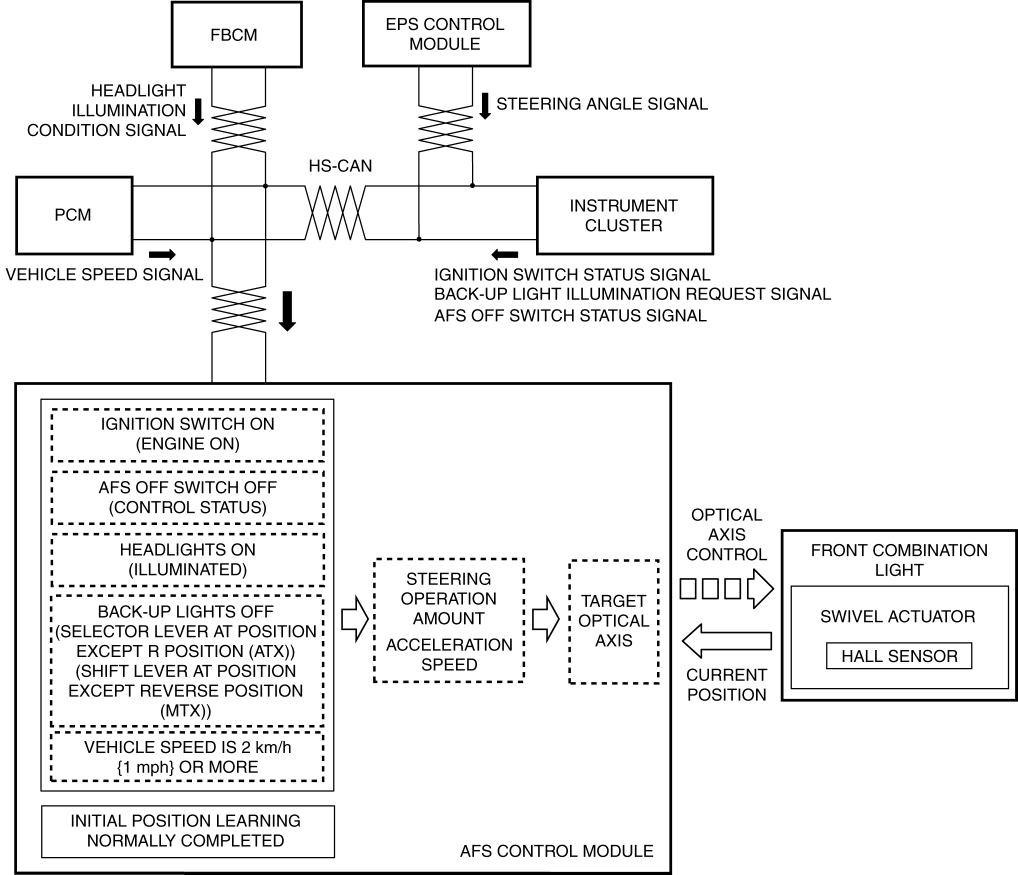 FBCM
EPS CONTROL
MODULE
HEADLIGHT
ILLUMINATION
CONDITION SIGNAL
STEERING ANGLE SIGNAL
HS-CAN
PCM
INSTRUMENT
CLUSTER
VEHICLE SPEED SIGNAL
IGNITION SWITCH STATUS SIGNAL
BACK-UP LIGHT ILLUMINATION REQUEST SIGNAL
AFS OFF SWITCH STATUS SIGNAL
IGNITION SWITCH ON
(ENGINE ON)
AFS OFF SWITCH OFF
(CONTROL STATUS)
HEADLIGHTS ON
(ILLUMINATED)
BACK-UP LIGHTS OFF
(SELECTOR LEVER AT POSITION
EXCEPT R POSITION (ATX))
(SHIFT LEVER AT POSITION
EXCEPT REVERSE POSITION
(MTX))
VEHICLE SPEED IS 2 km/h
{1 mph} OR MORE
INITIAL POSITION LEARNING
NORMALLY COMPLETED
STEERING
OPERATION
AMOUNT
ACCELERATION
SPEED
TARGET
OPTICAL
AXIS
AFS CONTROL MODULE
OPTICAL
AXIS
CONTROL
CURRENT
POSITION
FRONT COMBINATION
LIGHT
SWIVEL ACTUATOR
HALL SENSOR